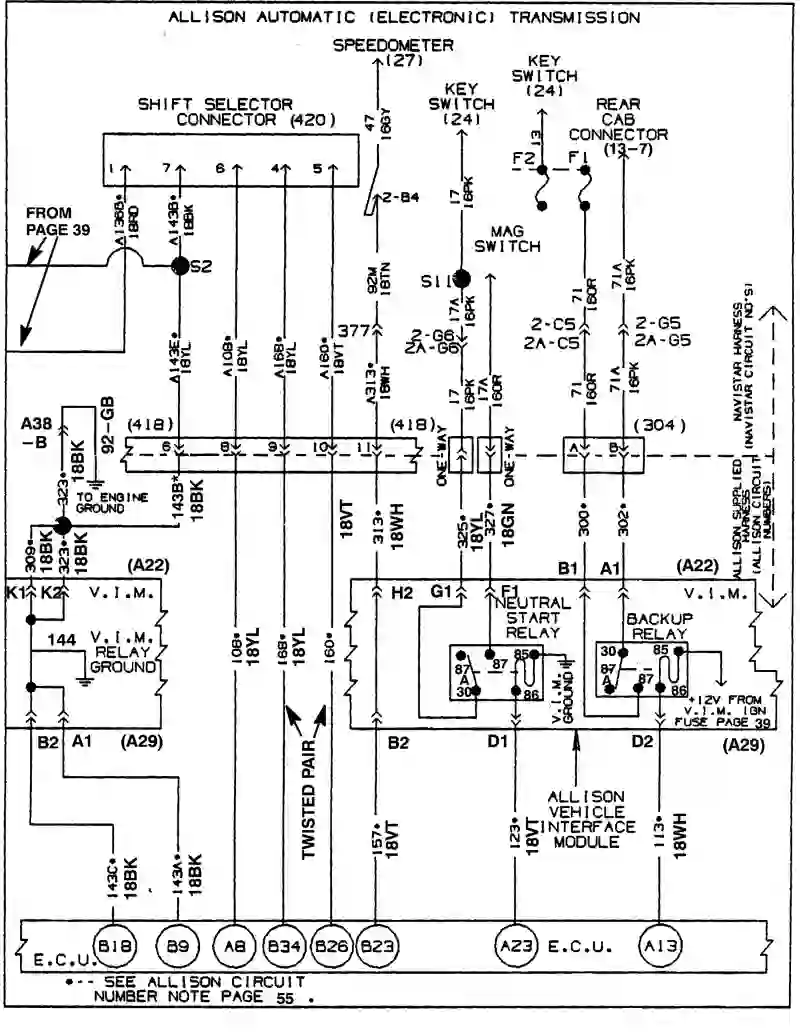 ALLISON AUTOMATIC (ELECTRONIC) TRANSMISSION
SPEEDOMETER
(27)
KEY
SWITCH
(24)
KEY
SWITCH
(24)
REAR
CAB
CONNECTOR
(13-7)
SHIFT SELECTOR
CONNECTOR (420)
47
16GY
13
F2
F1
1
7
6
4
5
2-B4
17
16PK
FROM
PAGE 39
A136B*
18RD
A143B*
18BK
MAG
SWITCH
S2
92M
18TN
S11
17A
16PK
71
16OR
71A
16PK
377
2-G6
2A-G6
2-C5
2A-C5
2-G5
2A-G5
A143E*
18YL
A108*
18YL
A168*
18YL
A160*
18VT
A313*
18WH
17
16PK
17A
16OR
71
16OR
71A
16PK
NAVISTAR HARNESS
(NAVISTAR CIRCUIT NO'S)
A38
-B
92-GB
(418)
(418)
(304)
6
8
9
10
11
ONE-WAY
ONE-WAY
A
B
18BK
323*
TO ENGINE
GROUND
143B*
18BK
18VT
313*
18WH
325*
18YL
327*
18GN
300*
302*
ALLISON SUPPLIED
HARNESS
(ALLISON CIRCUIT
NUMBERS)
309*
18BK
323*
18BK
(A22)
B1
A1
(A22)
K1
K2
V.I.M.
H2
G1
F1
V.I.M.
NEUTRAL
START
RELAY
BACKUP
RELAY
144
V.I.M.
RELAY
GROUND
108*
18YL
168*
18YL
160*
87
A
30
87
85
86
V.I.M.
GROUND
30
87
A
87
85
86
+12V FROM
V.I.M. IGN
FUSE PAGE 39
B2
A1
(A29)
B2
D1
D2
(A29)
TWISTED PAIR
ALLISON
VEHICLE
INTERFACE
MODULE
157*
18VT
123*
18VT
113*
18WH
143C*
18BK
143A*
18BK
E.C.U.
B18
B9
A8
B34
B26
B23
A23
E.C.U.
A13
*-- SEE ALLISON CIRCUIT
NUMBER NOTE PAGE 55 .